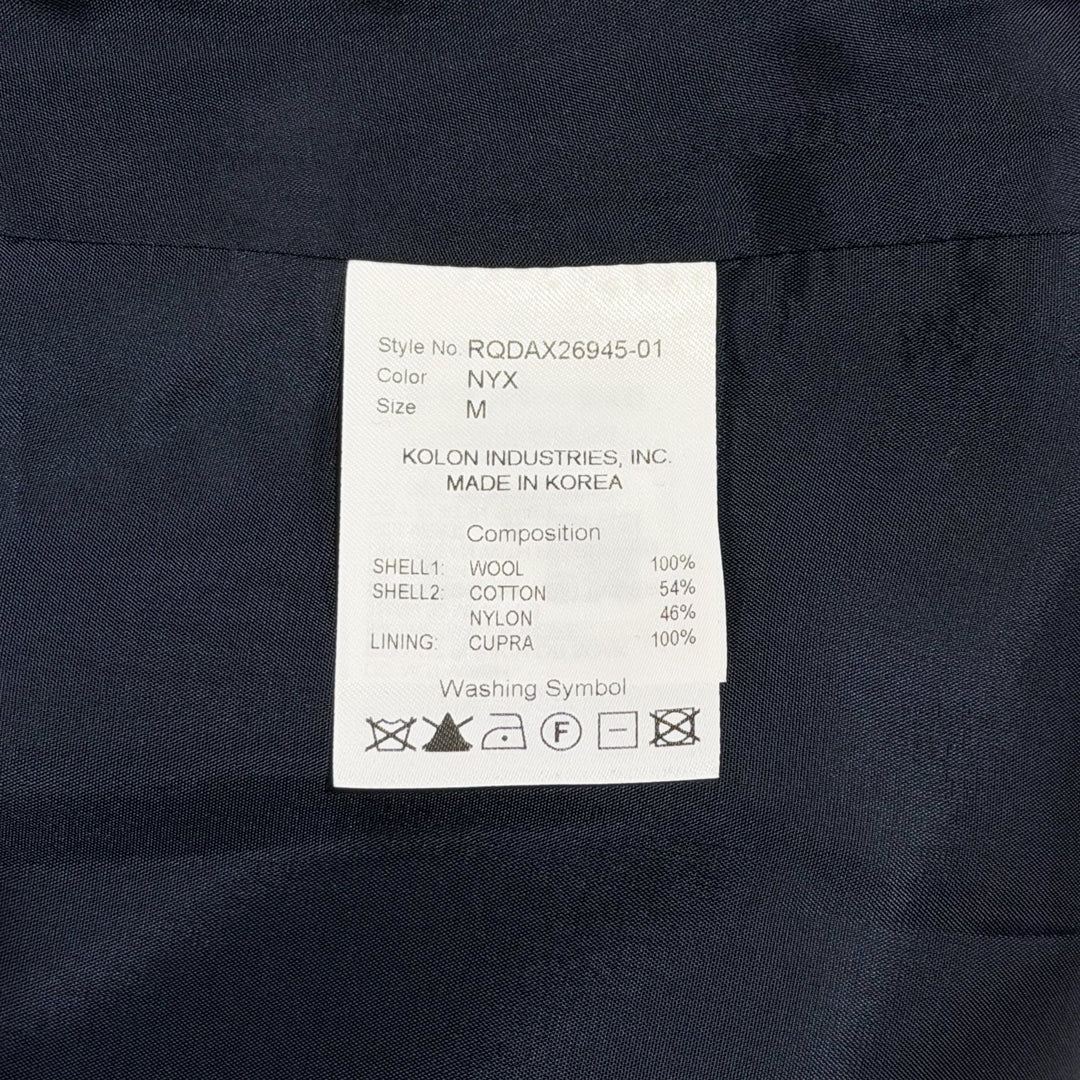 Style No. RQDAX26945-01
Color NYX
Size M
KOLON INDUSTRIES, INC.
MADE IN KOREA
Composition
SHELL1: WOOL 100%
SHELL2: COTTON 54%
NYLON 46%
LINING: CUPRA 100%
Washing Symbol
F